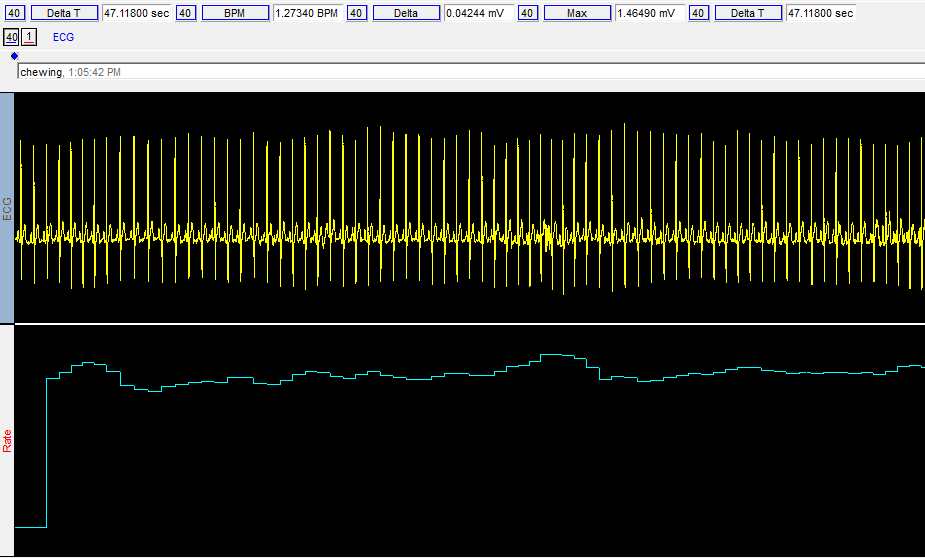 40 Delta T 47.11800 sec 40 BPM 1.27340 BPM 40 Delta 0.04244 mV 40 Max 1.46490 mV 40 Delta T 47.11800 sec
40 1 ECG
chewing, 1:05:42 PM
ECG
Rate